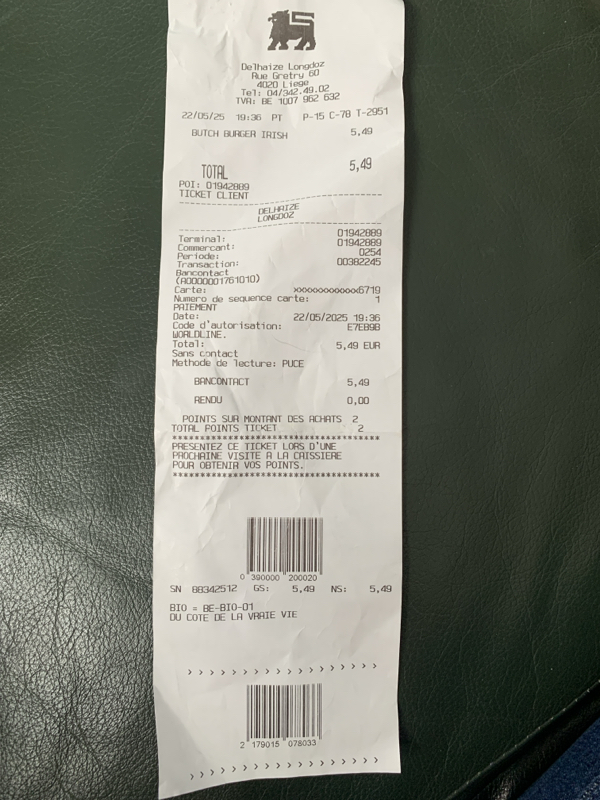 Delhaize Longdoz
Rue Gretry 60
4020 Liege
Tel: 04/342.49.02
TVA: BE 1007 962 632
22/05/25 19:36 PT P-15 C-78 T-2951
BUTCH BURGER IRISH 5,49
TOTAL 5,49
POI: 01942889
TICKET CLIENT
DELHAIZE
LONGDOZ
Terminal: 01942889
Commercant: 01942889
Periode: 0254
Transaction: 00382245
Bancontact
(A0000001761010)
Carte: xxxxxxxxxxxx6719
Numero de sequence carte: 1
PAIEMENT
Date: 22/05/2025 19:36
Code d'autorisation: E7EB9B
WORLDLINE.
Total: 5,49 EUR
Sans contact
Methode de lecture: PUCE
BANCONTACT 5,49
RENDU 0,00
POINTS SUR MONTANT DES ACHATS 2
TOTAL POINTS TICKET 2
****************************************
PRESENTEZ CE TICKET LORS D'UNE
PROCHAINE VISITE A LA CAISSIERE
POUR OBTENIR VOS POINTS.
****************************************
0 390000 200020
SN 88342512 GS: 5,49 NS: 5,49
BIO = BE-BIO-01
DU COTE DE LA VRAIE VIE
> > > > > > > > > > > > > > > >
2 179015 078033
> > > > > > > > > > > > > > > >